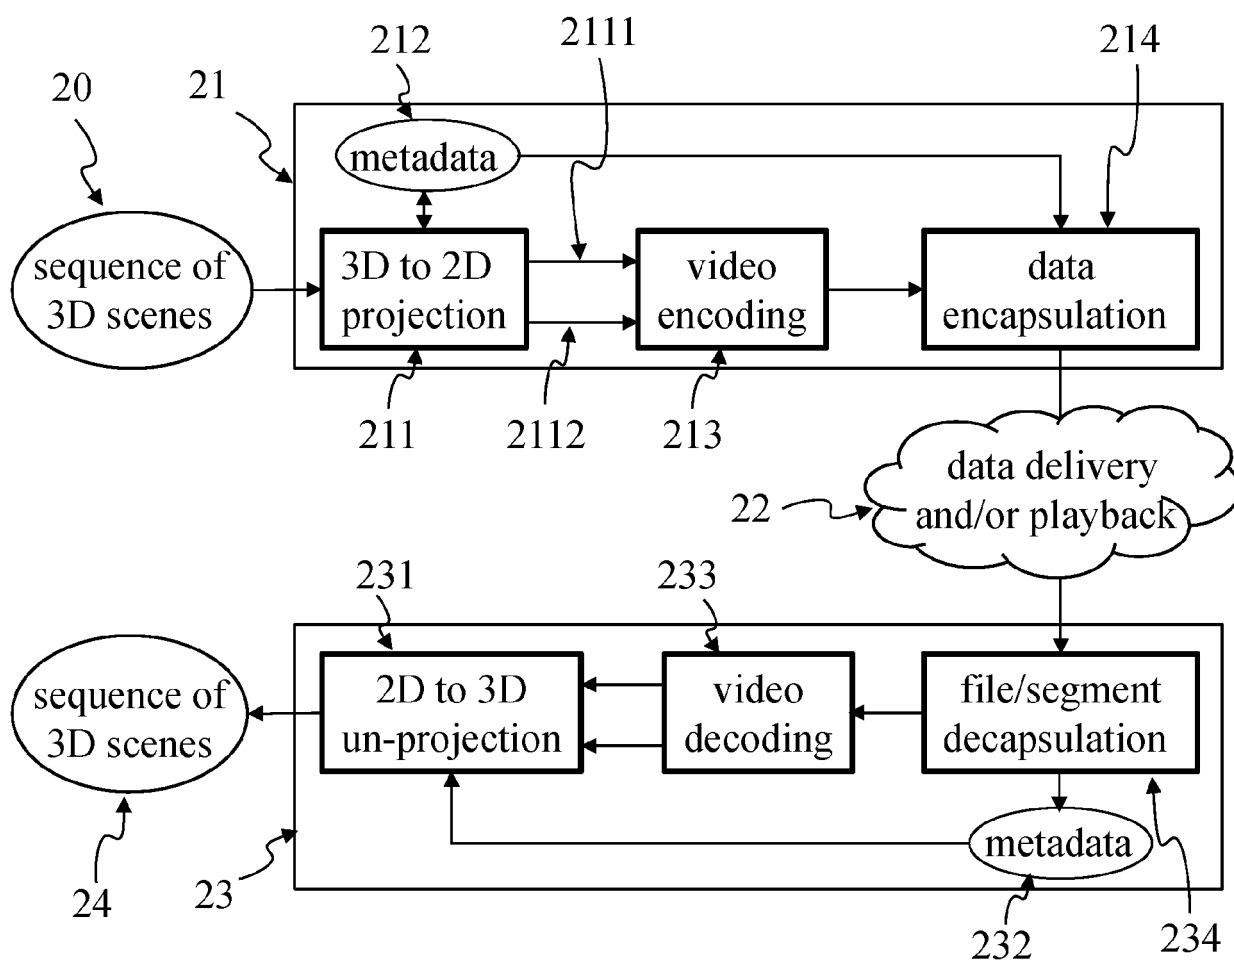 212
2111
214
20
21
metadata
sequence of
3D scenes
3D to 2D
projection
video
encoding
data
encapsulation
211
2112
213
data delivery
and/or playback
22
231
233
sequence of
3D scenes
2D to 3D
un-projection
video
decoding
file/segment
decapsulation
metadata
24
23
232
234